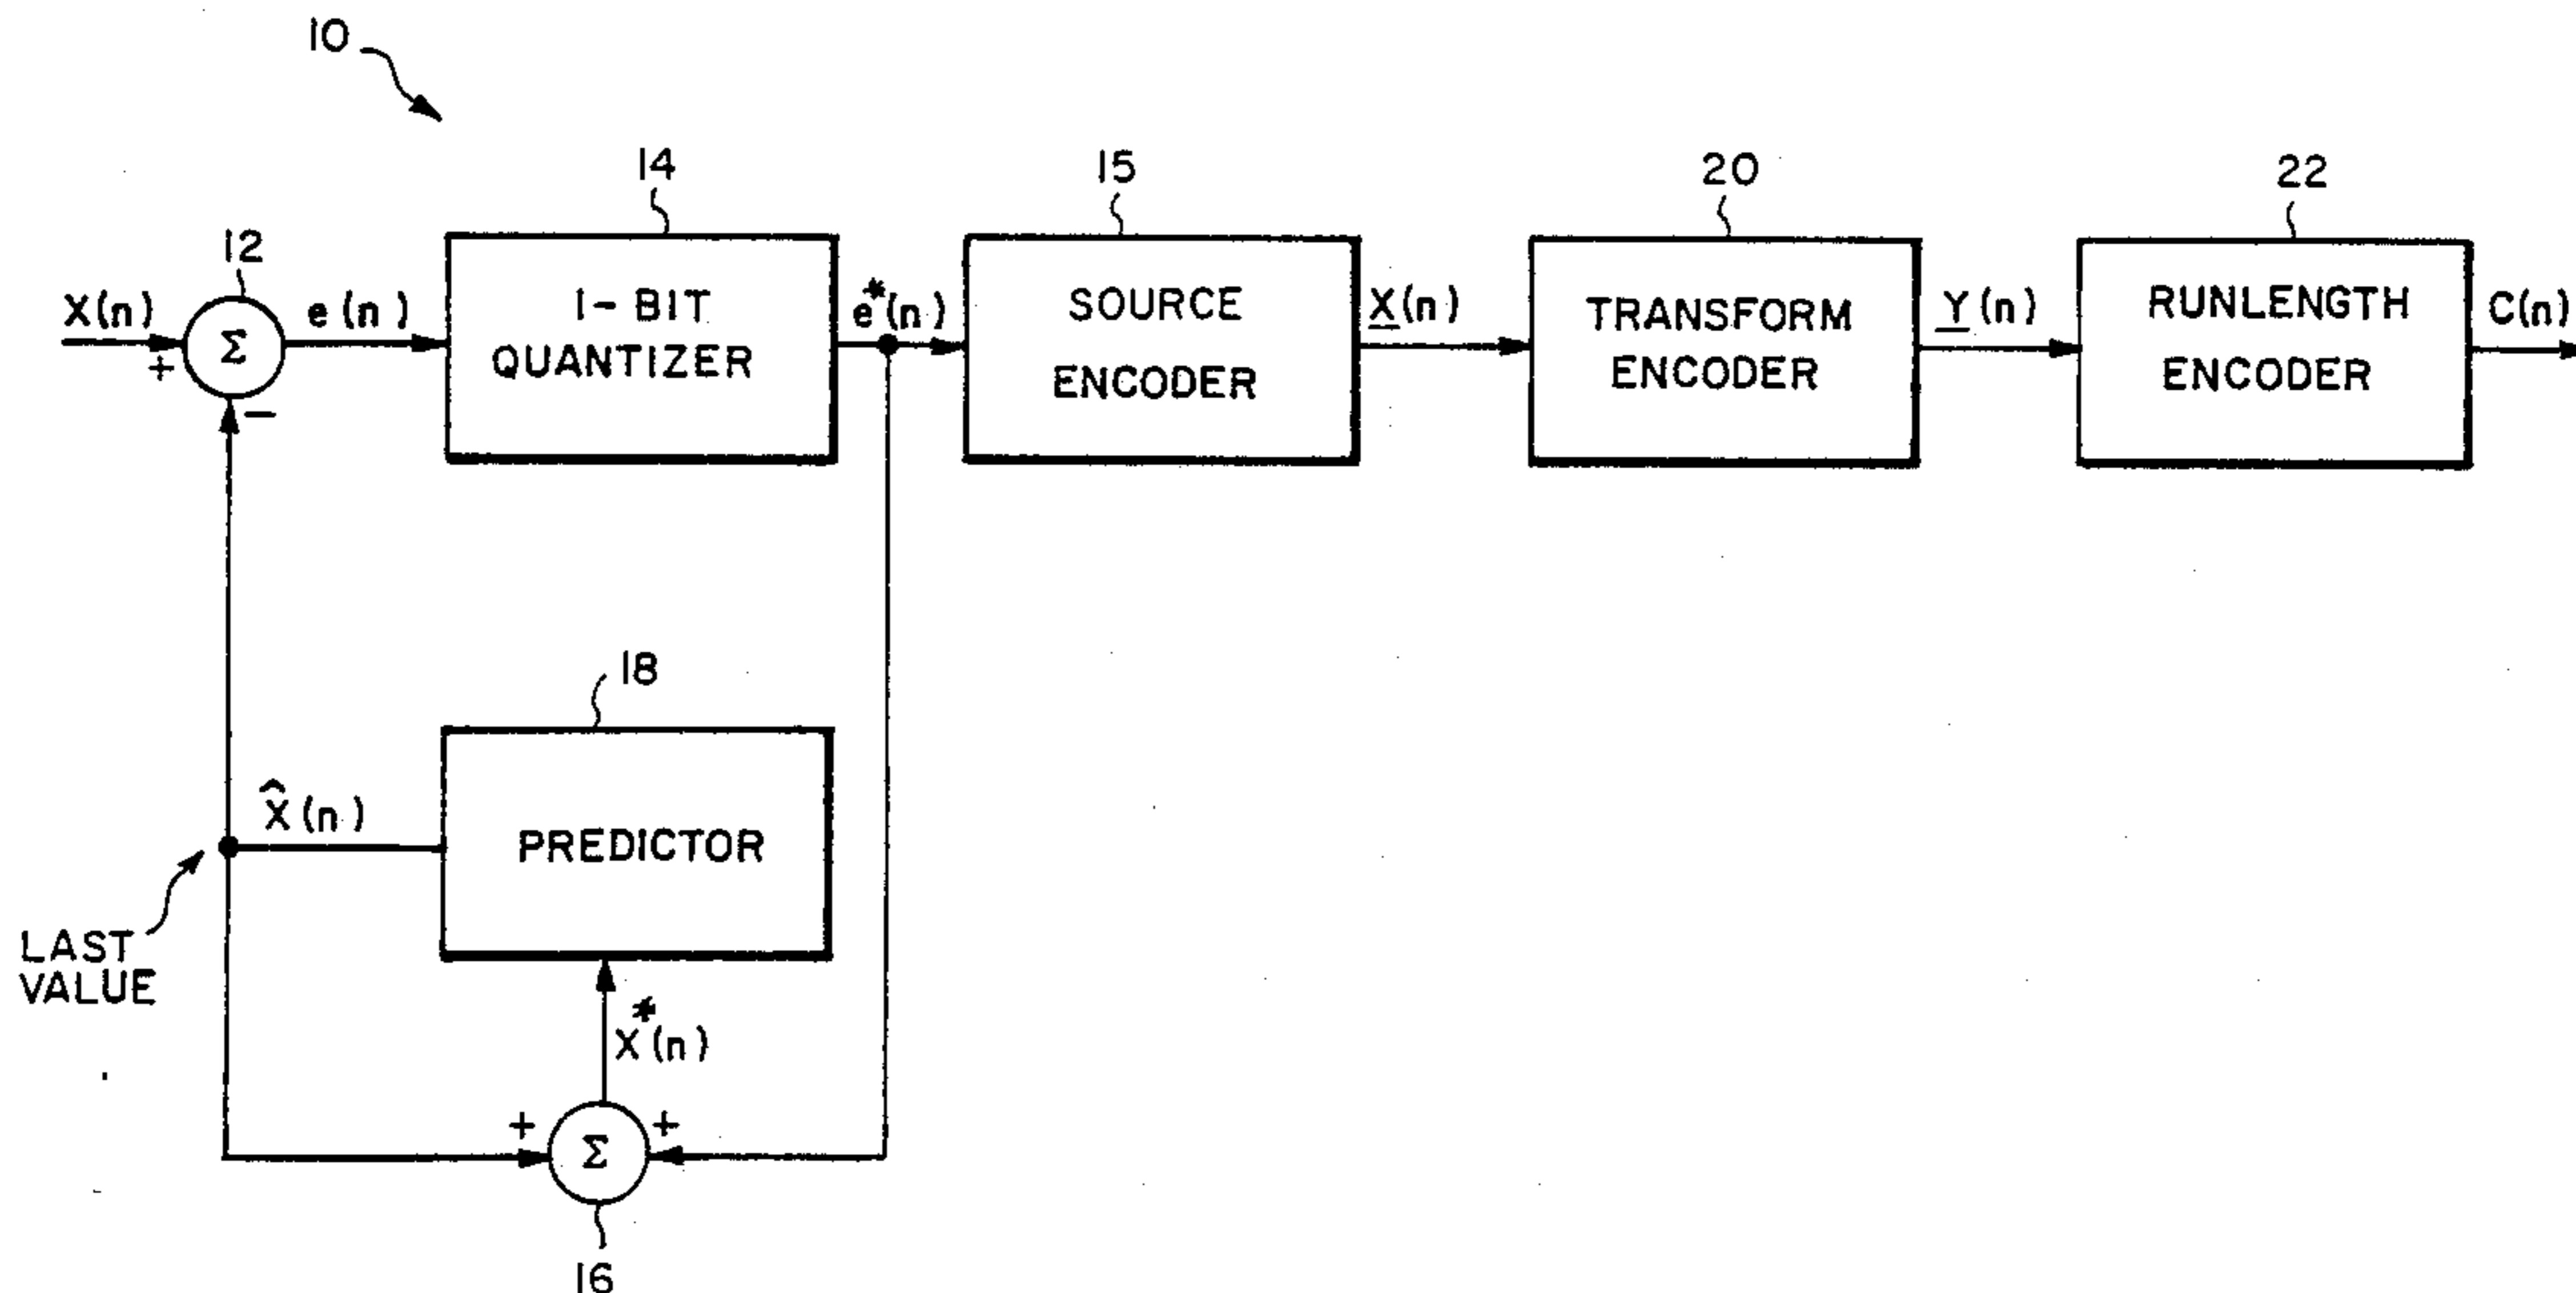 10
14
15
20
22
12
X(n)
+
Σ
−
e(n)
1-BIT
QUANTIZER
e*(n)
SOURCE
ENCODER
X(n)
TRANSFORM
ENCODER
Y(n)
RUNLENGTH
ENCODER
C(n)
18
X̂(n)
PREDICTOR
LAST
VALUE
X*(n)
+
+
Σ
16